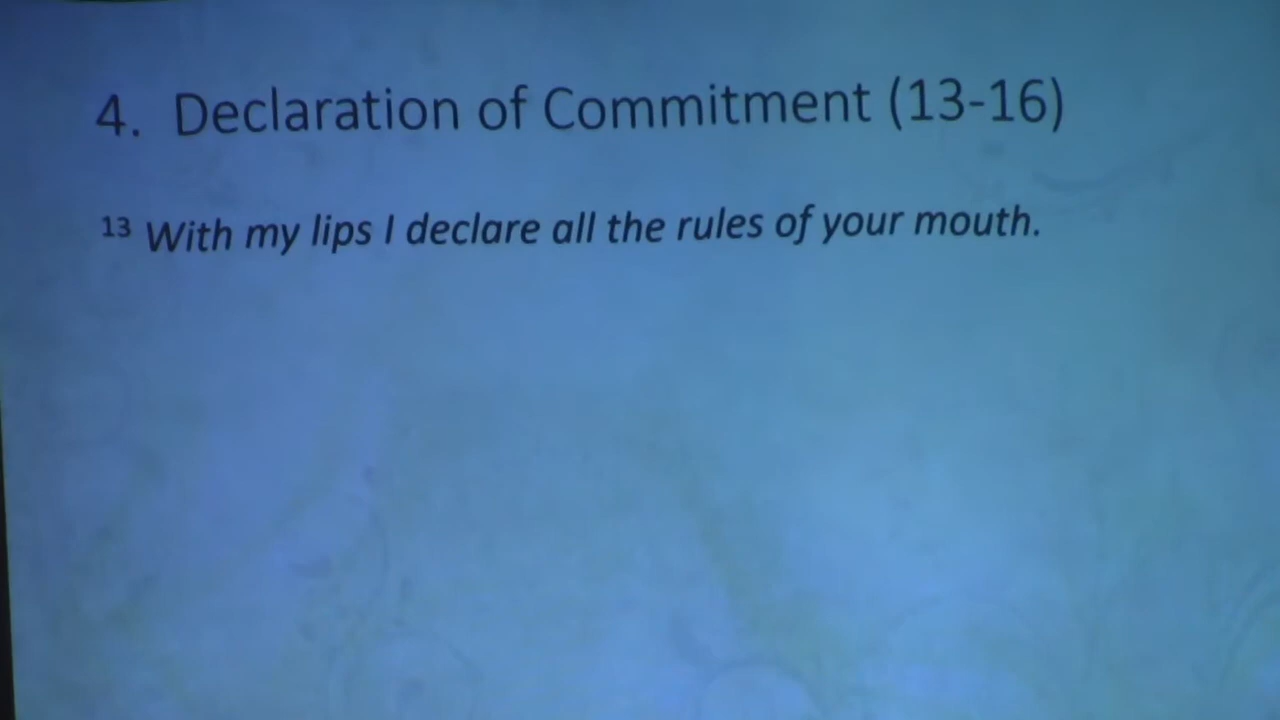 4. Declaration of Commitment (13-16)
13 With my lips I declare all the rules of your mouth.